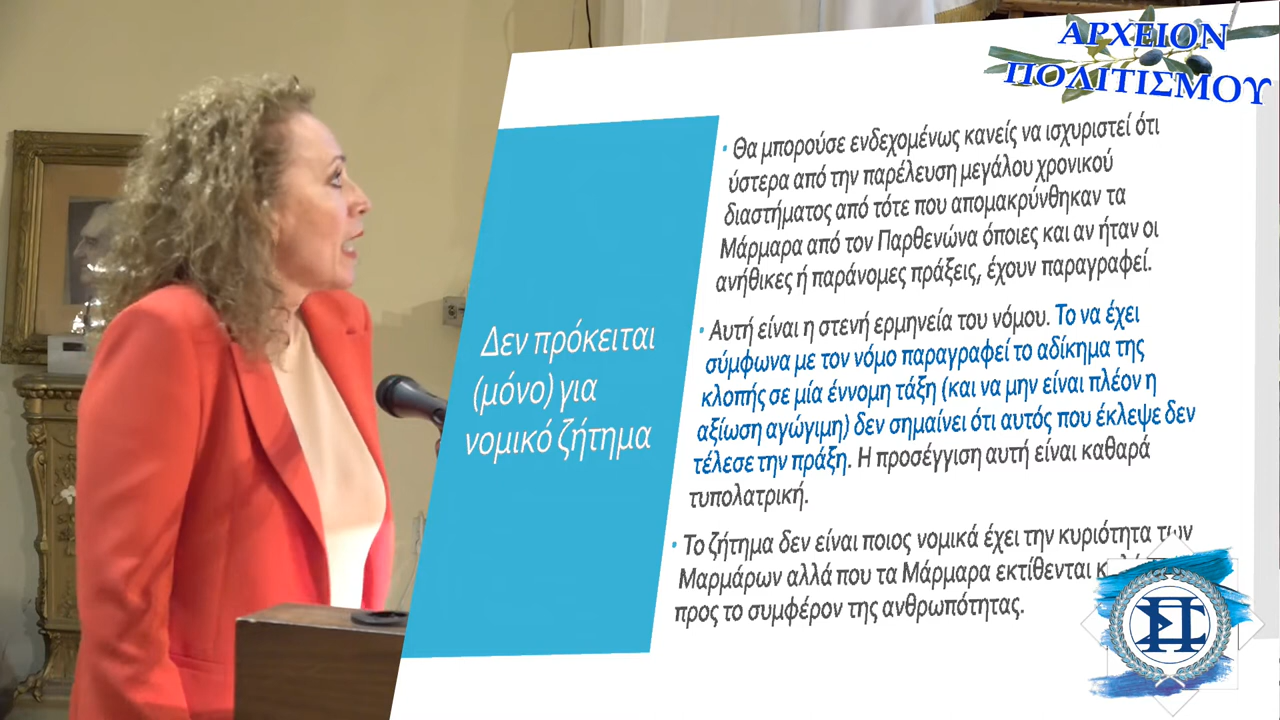 ΑΡΧΕΙΟΝ
ΠΟΛΙΤΙΣΜΟΥ
Δεν πρόκειται
(μόνο) για
νομικό ζήτημα
• Θα μπορούσε ενδεχομένως κανείς να ισχυριστεί ότι
ύστερα από την παρέλευση μεγάλου χρονικού
διαστήματος από τότε που απομακρύνθηκαν τα
Μάρμαρα από τον Παρθενώνα όποιες και αν ήταν οι
ανήθικες ή παράνομες πράξεις, έχουν παραγραφεί.
• Αυτή είναι η στενή ερμηνεία του νόμου. Το να έχει
σύμφωνα με τον νόμο παραγραφεί το αδίκημα της
κλοπής σε μία έννομη τάξη (και να μην είναι πλέον η
αξίωση αγώγιμη) δεν σημαίνει ότι αυτός που έκλεψε δεν
τέλεσε την πράξη. Η προσέγγιση αυτή είναι καθαρά
τυπολατρική.
• Το ζήτημα δεν είναι ποιος νομικά έχει την κυριότητα των
Μαρμάρων αλλά που τα Μάρμαρα εκτίθενται
προς το συμφέρον της ανθρωπότητας.